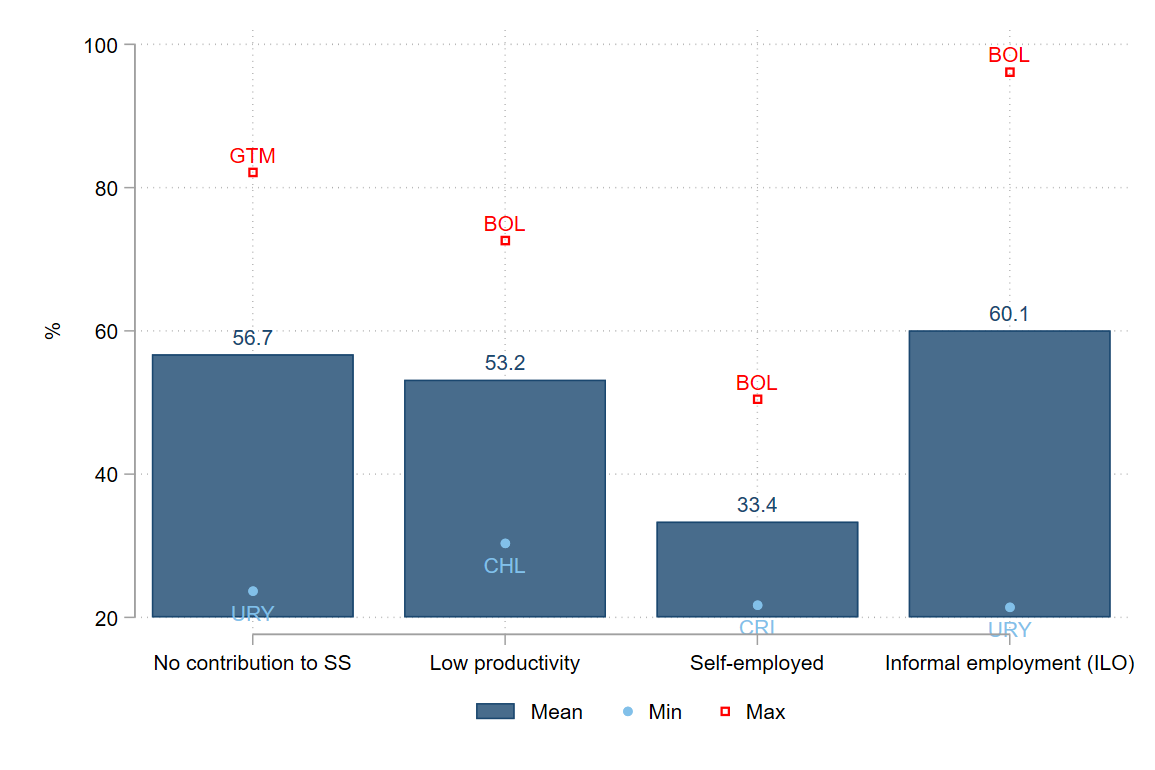 100
80
60
40
20
%
GTM
BOL
BOL
BOL
56.7
53.2
33.4
60.1
URY
CHL
CRI
URY
No contribution to SS
Low productivity
Self-employed
Informal employment (ILO)
Mean
Min
Max